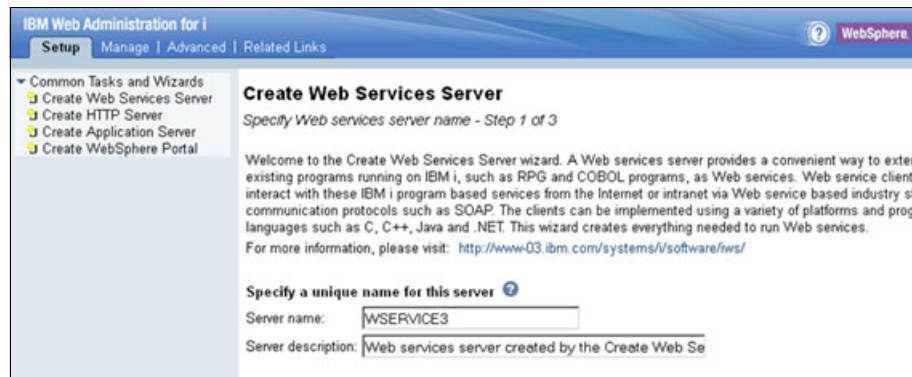 IBM Web Administration for i
Setup Manage | Advanced | Related Links
? WebSphere.
Common Tasks and Wizards
Create Web Services Server
Create HTTP Server
Create Application Server
Create WebSphere Portal
Create Web Services Server
Specify Web services server name - Step 1 of 3
Welcome to the Create Web Services Server wizard. A Web services server provides a convenient way to exter
existing programs running on IBM i, such as RPG and COBOL programs, as Web services. Web service client
interact with these IBM i program based services from the Internet or intranet via Web service based industry s
communication protocols such as SOAP. The clients can be implemented using a variety of platforms and prog
languages such as C, C++, Java and .NET. This wizard creates everything needed to run Web services.
For more information, please visit: http://www-03.ibm.com/systems/i/software/iws/
Specify a unique name for this server ?
Server name: WSERVICE3
Server description: Web services server created by the Create Web Se